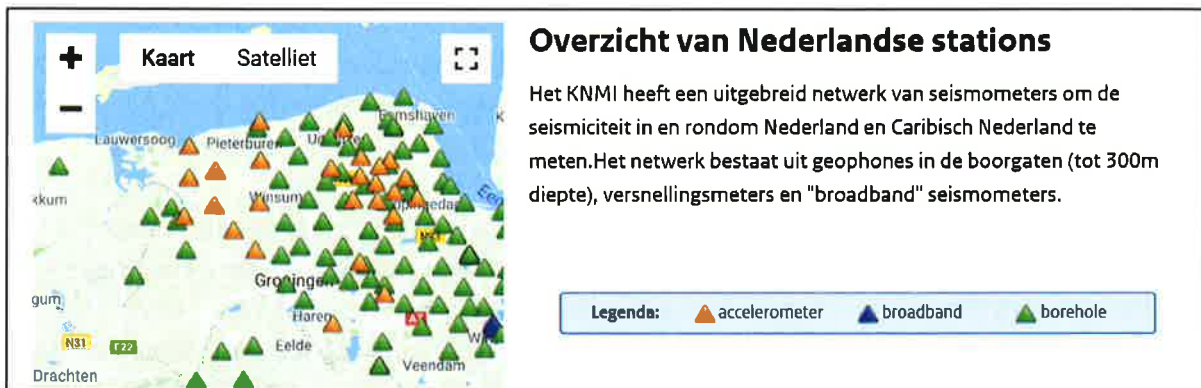 Overzicht van Nederlandse stations
Het KNMI heeft een uitgebreid netwerk van seismometers om de
seismiciteit in en rondom Nederland en Caribisch Nederland te
meten.Het netwerk bestaat uit geophones in de boorgaten (tot 300m
diepte), versnellingsmeters en "broadband" seismometers.
Legenda:
accelerometer
broadband
borehole
+
Kaart
Satelliet
−
Lauwersoog
Pieterburen
kkum
Winsum
Groningen
gum
Haren
N31
Eelde
Veendam
Drachten